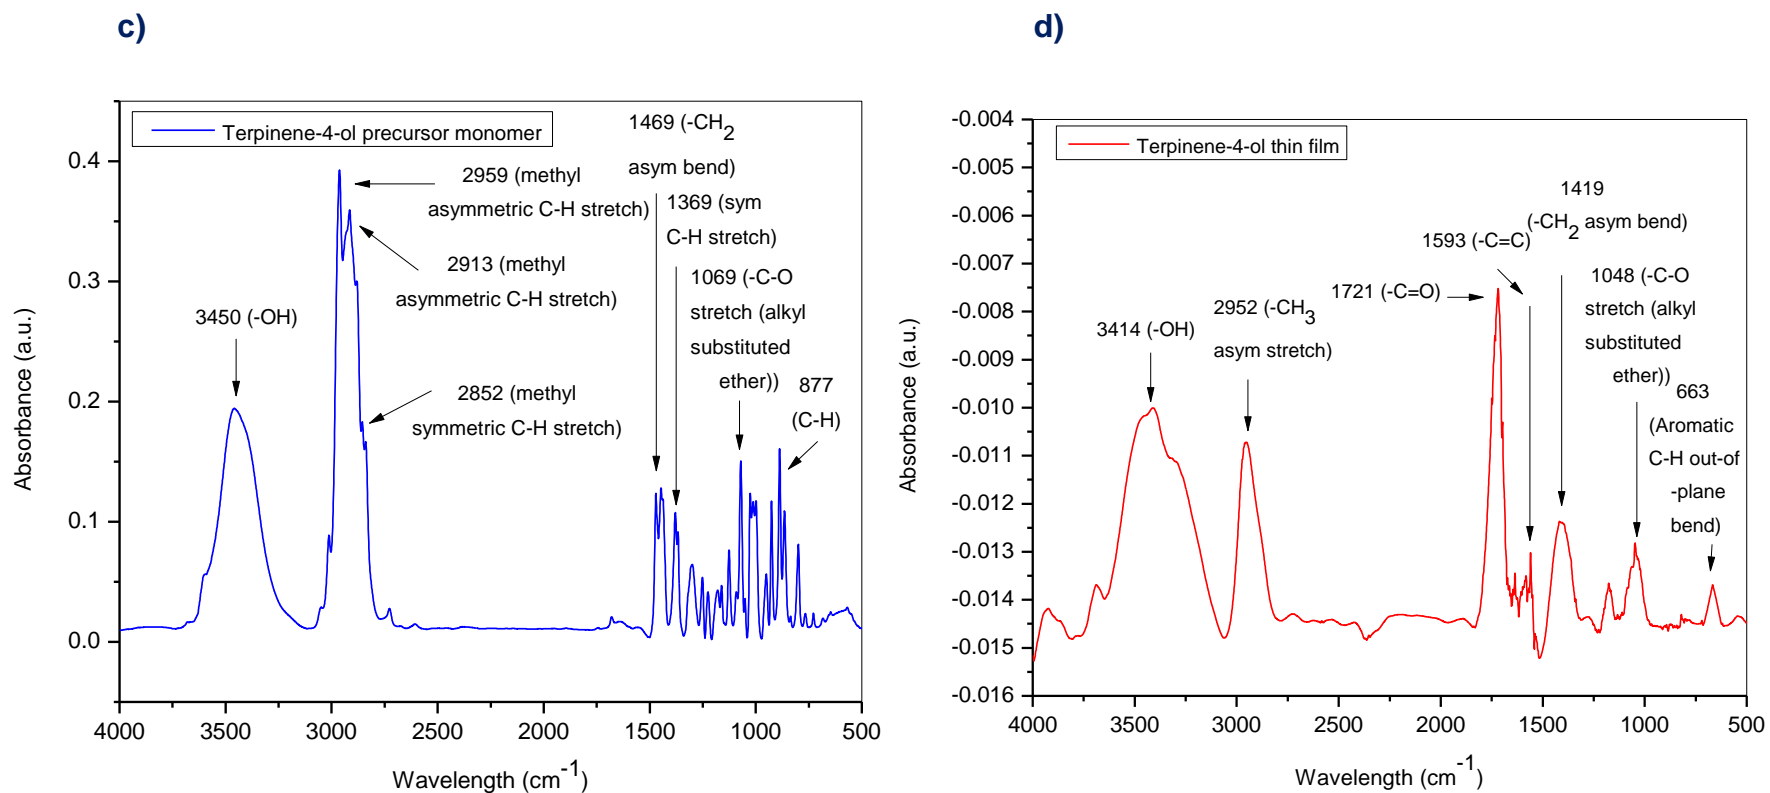 c)
Terpinene-4-ol precursor monomer
1469 (-CH2
asym bend)
2959 (methyl
asymmetric C-H stretch)
1369 (sym
C-H stretch)
2913 (methyl
asymmetric C-H stretch)
1069 (-C-O
stretch (alkyl
substituted
ether))
3450 (-OH)
2852 (methyl
symmetric C-H stretch)
877
(C-H)
Absorbance (a.u.)
0.4
0.3
0.2
0.1
0.0
4000 3500 3000 2500 2000 1500 1000 500
Wavelength (cm-1)
d)
Terpinene-4-ol thin film
1419
(-CH2 asym bend)
1593 (-C=C)
1721 (-C=O)
1048 (-C-O
stretch (alkyl
substituted
ether))
2952 (-CH3
asym stretch)
3414 (-OH)
663
(Aromatic
C-H out-of
-plane
bend)
Absorbance (a.u.)
-0.004
-0.005
-0.006
-0.007
-0.008
-0.009
-0.010
-0.011
-0.012
-0.013
-0.014
-0.015
-0.016
4000 3500 3000 2500 2000 1500 1000 500
Wavelength (cm-1)